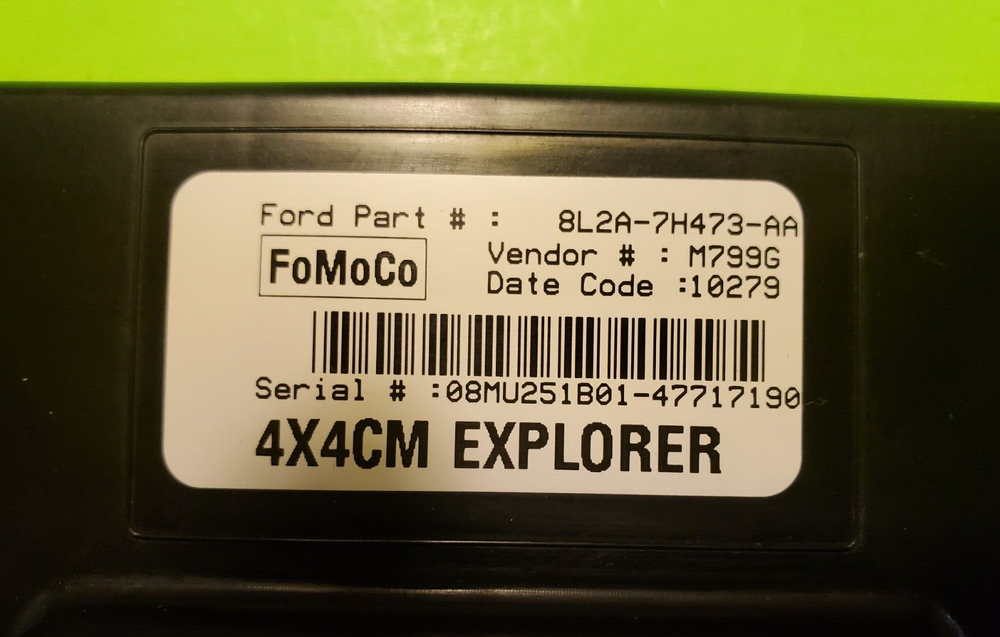 Ford Part # : 8L2A-7H473-AA
FoMoCo
Vendor # : M799G
Date Code :10279
Serial # :08MU251B01-47717190
4X4CM EXPLORER